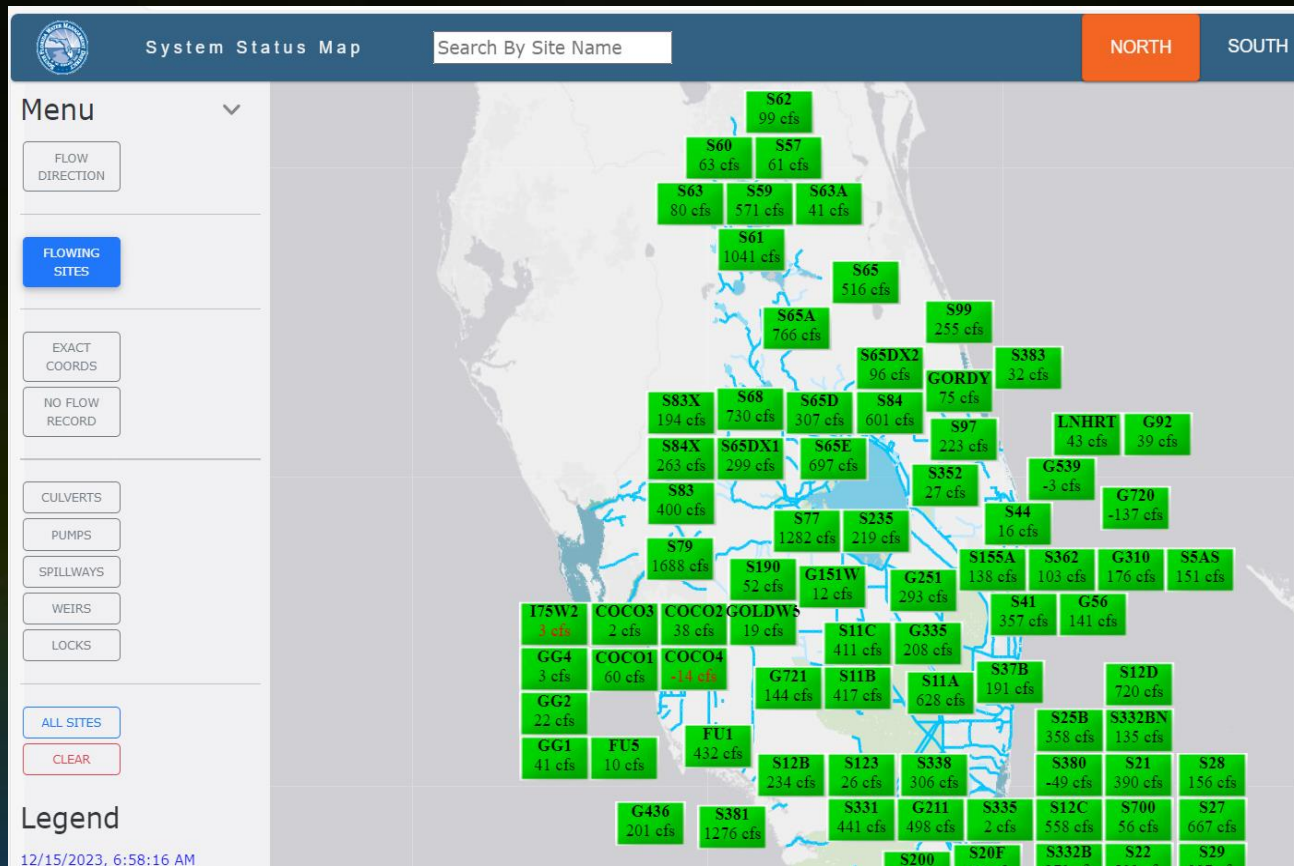 System Status Map
Search By Site Name
NORTH
SOUTH
Menu
FLOW
DIRECTION
FLOWING
SITES
EXACT
COORDS
NO FLOW
RECORD
CULVERTS
PUMPS
SPILLWAYS
WEIRS
LOCKS
ALL SITES
CLEAR
Legend
12/15/2023, 6:58:16 AM
S62
99 cfs
S60
63 cfs
S57
61 cfs
S63
80 cfs
S59
571 cfs
S63A
41 cfs
S61
1041 cfs
S65
516 cfs
S65A
766 cfs
S99
255 cfs
S65DX2
96 cfs
S383
32 cfs
GORDY
75 cfs
S83X
194 cfs
S68
730 cfs
S65D
307 cfs
S84
601 cfs
S97
223 cfs
LNHRT
43 cfs
G92
39 cfs
S84X
263 cfs
S65DX1
299 cfs
S65E
697 cfs
S352
27 cfs
G539
-3 cfs
S83
400 cfs
G720
-137 cfs
S77
1282 cfs
S235
219 cfs
S44
16 cfs
S79
1688 cfs
S190
52 cfs
G151W
12 cfs
G251
293 cfs
S155A
138 cfs
S362
103 cfs
G310
176 cfs
S5AS
151 cfs
S41
357 cfs
G56
141 cfs
I75W2
3 cfs
COCO3
2 cfs
COCO2
38 cfs
GOLDW5
19 cfs
S11C
411 cfs
G335
208 cfs
GG4
3 cfs
COCO1
60 cfs
COCO4
-14 cfs
G721
144 cfs
S11B
417 cfs
S11A
628 cfs
S37B
191 cfs
S12D
720 cfs
GG2
22 cfs
S25B
358 cfs
S332BN
135 cfs
GG1
41 cfs
FU5
10 cfs
FU1
432 cfs
S12B
234 cfs
S123
26 cfs
S338
306 cfs
S380
-49 cfs
S21
390 cfs
S28
156 cfs
G436
201 cfs
S381
1276 cfs
S331
441 cfs
G211
498 cfs
S335
2 cfs
S12C
558 cfs
S700
56 cfs
S27
667 cfs
S200
S20F
S332B
S22
S29